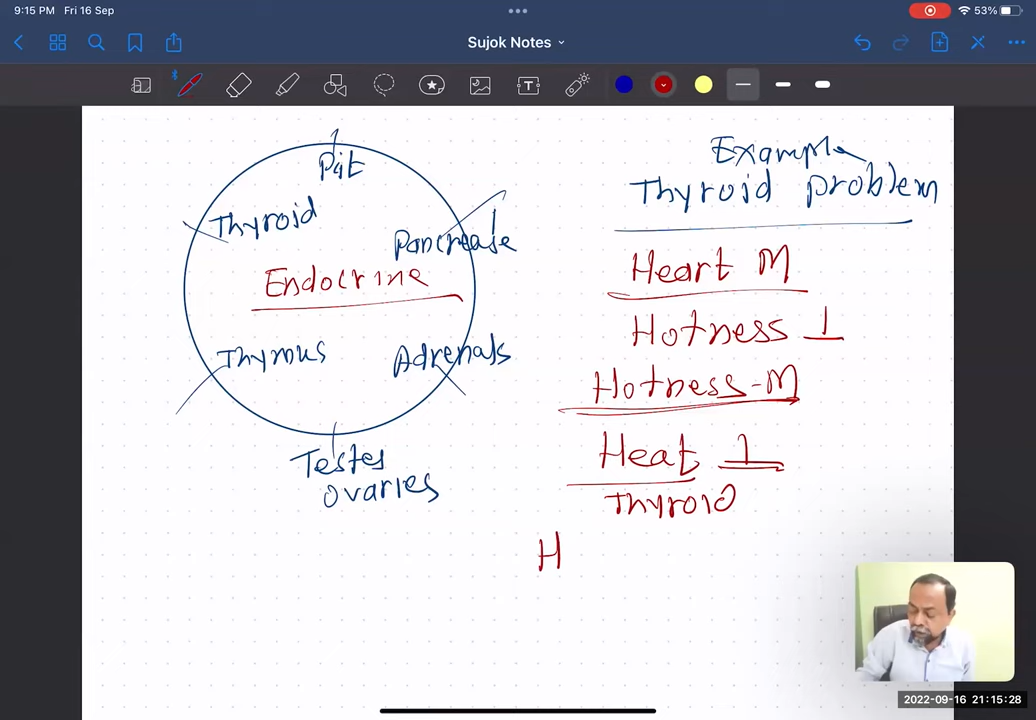 9:15 PM Fri 16 Sep
53%
Sujok Notes
Pit
Thyroid
Pancrease
Endocrine
Thymus
Adrenals
Testes
ovaries
Example
Thyroid problem
Heart M
Hotness ⊥
Hotness-M
Heat ⊥
Thyroid
H
2022-09-16 21:15:28